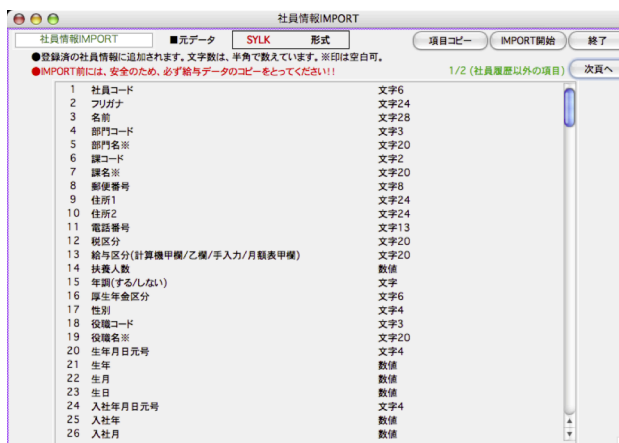 社員情報IMPORT
社員情報IMPORT ■元データ SYLK 形式 項目コピー IMPORT開始 終了
●登録済の社員情報に追加されます。文字数は、半角で数えています。※印は空白可。
●IMPORT前には、安全のため、必ず給与データのコピーをとってください!! 1/2 (社員履歴以外の項目) 次頁へ
1 社員コード 文字6
2 フリガナ 文字24
3 名前 文字28
4 部門コード 文字3
5 部門名※ 文字20
6 課コード 文字2
7 課名※ 文字20
8 郵便番号 文字8
9 住所1 文字24
10 住所2 文字24
11 電話番号 文字13
12 税区分 文字20
13 給与区分(計算機甲欄/乙欄/手入力/月額表甲欄) 文字20
14 扶養人数 数値
15 年調(する/しない) 文字
16 厚生年金区分 文字6
17 性別 文字4
18 役職コード 文字3
19 役職名※ 文字20
20 生年月日元号 文字4
21 生年 数値
22 生月 数値
23 生日 数値
24 入社年月日元号 文字4
25 入社年 数値
26 入社月 数値